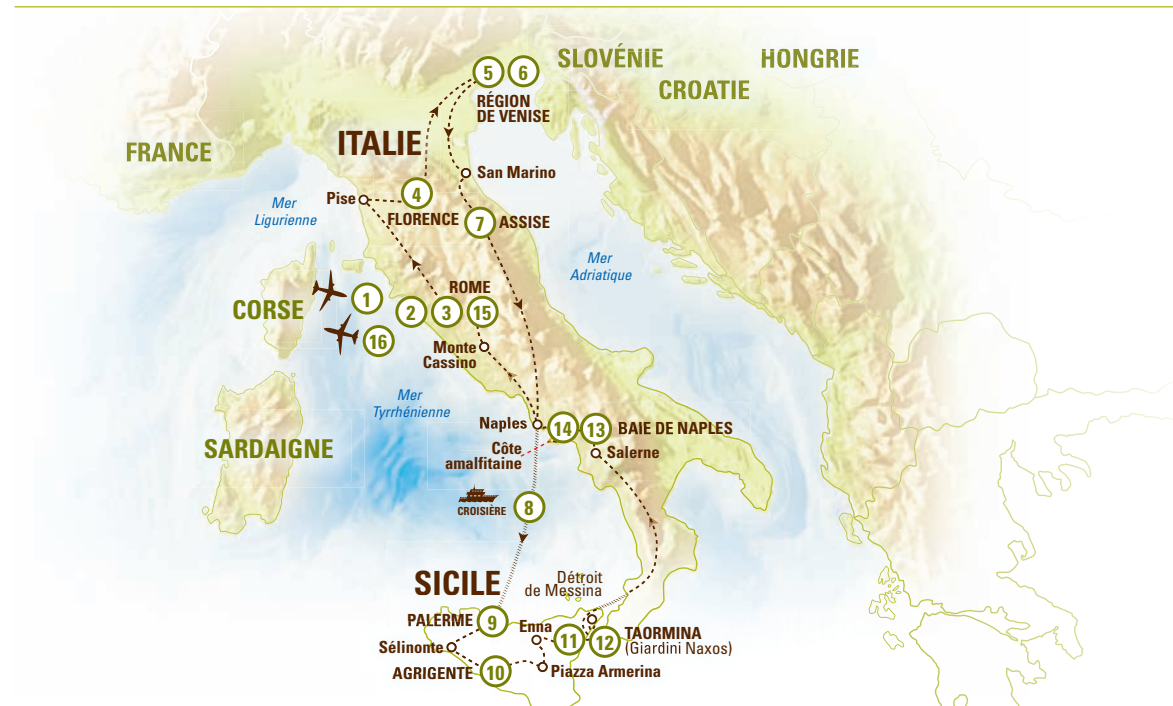 SLOVÉNIE
HONGRIE
CROATIE
5
6
RÉGION
DE VENISE
FRANCE
ITALIE
San Marino
Pise
4
Mer
Ligurienne
FLORENCE
7
ASSISE
Mer
Adriatique
CORSE
1
ROME
2
3
15
16
Monte
Cassino
Mer
Tyrrhénienne
Naples
14
13
BAIE DE NAPLES
SARDAIGNE
Côte
amalfitaine
Salerne
CROISIÈRE
8
SICILE
Détroit
de Messina
PALERME
9
Enna
11
12
TAORMINA
(Giardini Naxos)
Sélinonte
AGRIGENTE
10
Piazza Armerina